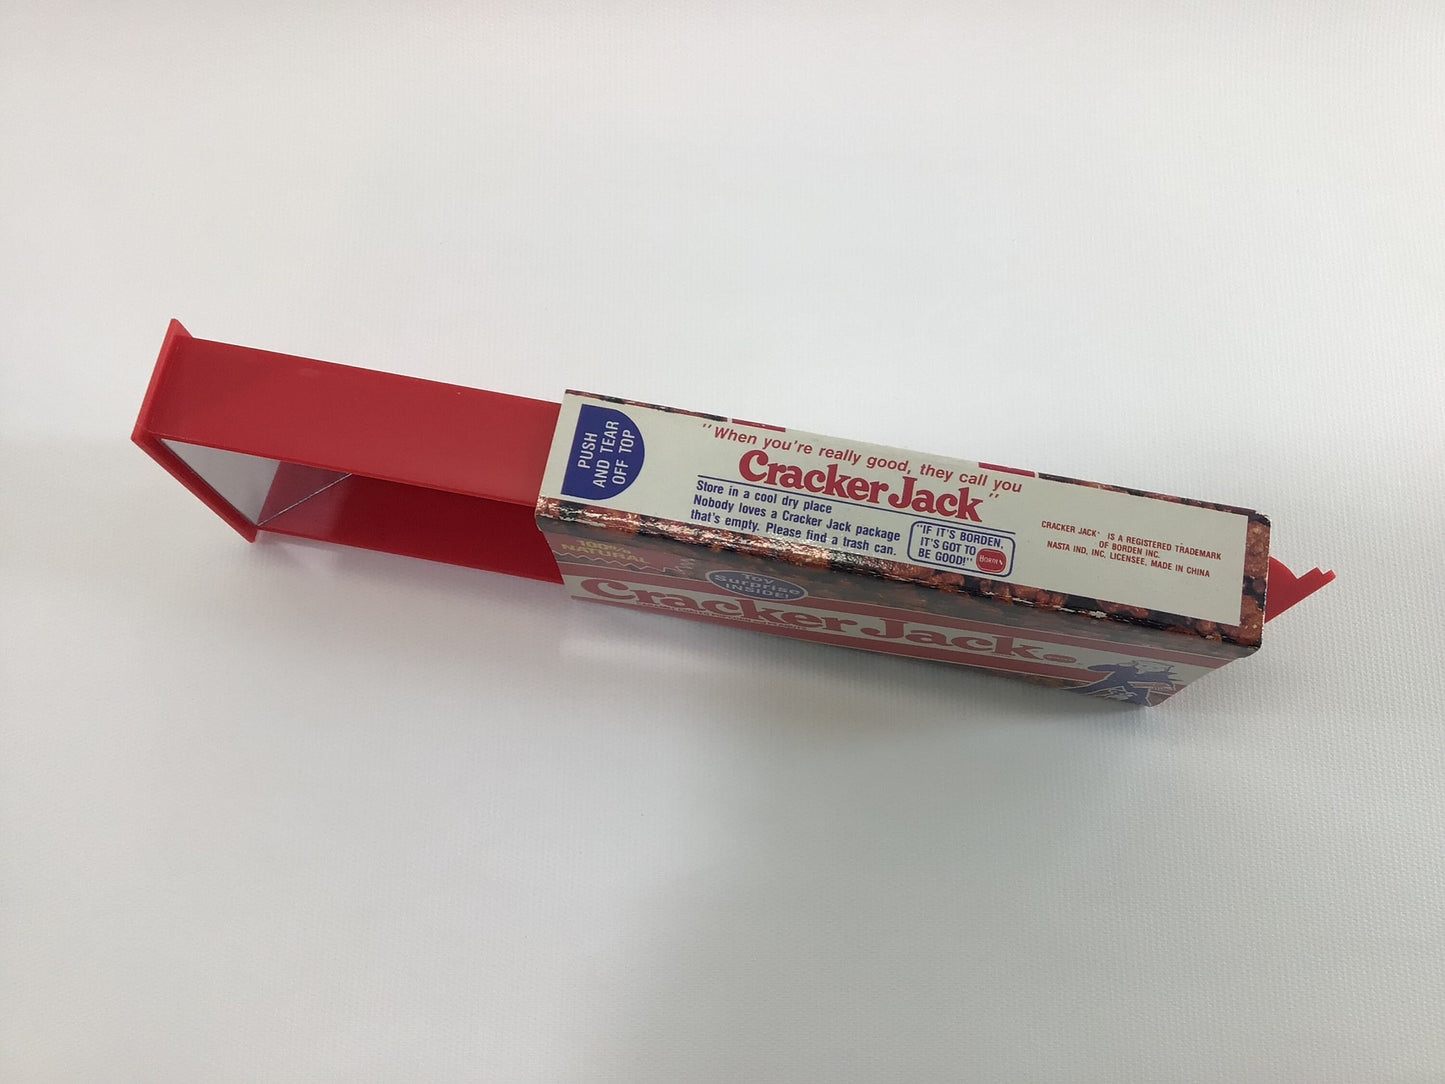 PUSH
AND TEAR
OFF TOP
"When you're really good, they call you
Cracker Jack"
Store in a cool dry place
Nobody loves a Cracker Jack package
that's empty. Please find a trash can.
"IF IT'S BORDEN,
IT'S GOT TO
BE GOOD!"
BORDEN
CRACKER JACK® IS A REGISTERED TRADEMARK
OF BORDEN INC.
NASTA IND, INC. LICENSEE. MADE IN CHINA
100%
NATURAL
Toy
Surprise
INSIDE!
Cracker Jack